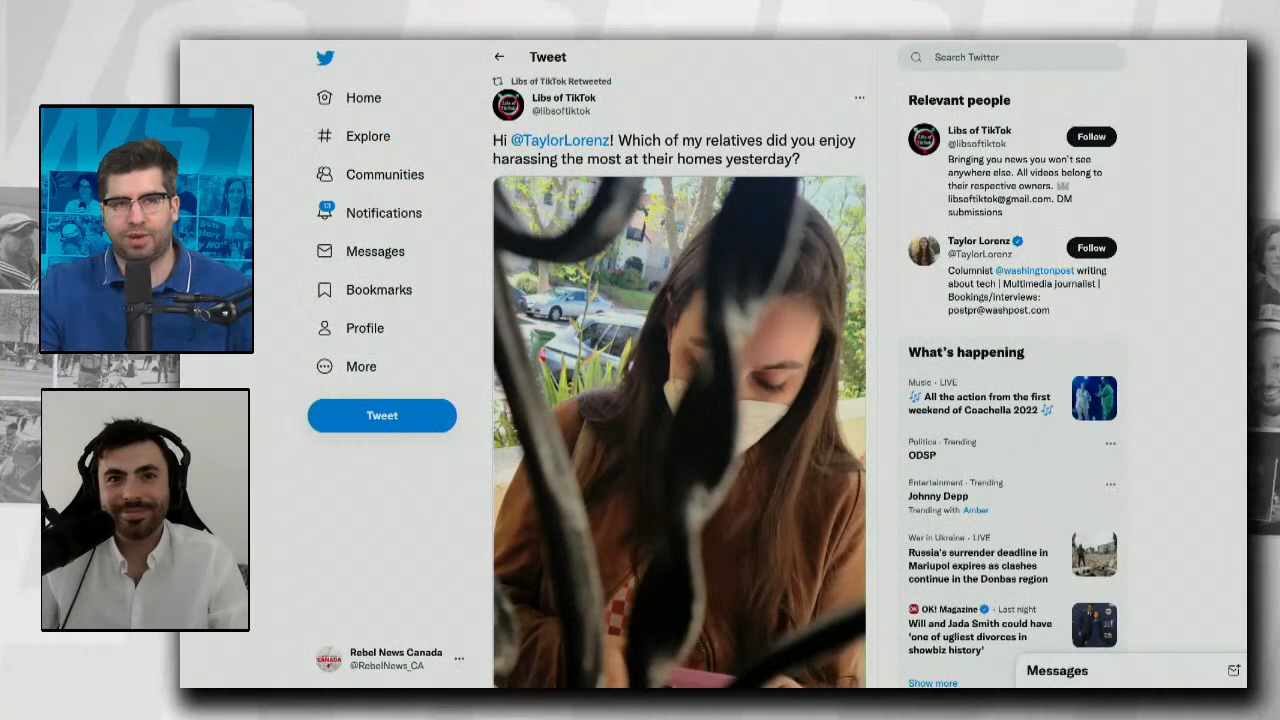 Tweet
Libs of TikTok Retweeted
Libs of TikTok
@libsoftiktok
Hi @TaylorLorenz! Which of my relatives did you enjoy
harassing the most at their homes yesterday?
Home
Explore
Communities
13
Notifications
Messages
Bookmarks
Profile
More
Tweet
Rebel News Canada
@RebelNews_CA
Search Twitter
Relevant people
Libs of TikTok
@libsoftiktok
Follow
Bringing you news you won't see
anywhere else. All videos belong to
their respective owners.
libsoftiktok@gmail.com. DM
submissions
Taylor Lorenz
@TaylorLorenz
Follow
Columnist @washingtonpost writing
about tech | Multimedia journalist |
Bookings/interviews:
postpr@washpost.com
What's happening
Music · LIVE
🎶 All the action from the first
weekend of Coachella 2022 🎶
Politics · Trending
ODSP
Entertainment · Trending
Johnny Depp
Trending with Amber
War in Ukraine · LIVE
Russia's surrender deadline in
Mariupol expires as clashes
continue in the Donbas region
OK! Magazine · Last night
Will and Jada Smith could have
'one of ugliest divorces in
showbiz history'
Show more
Messages